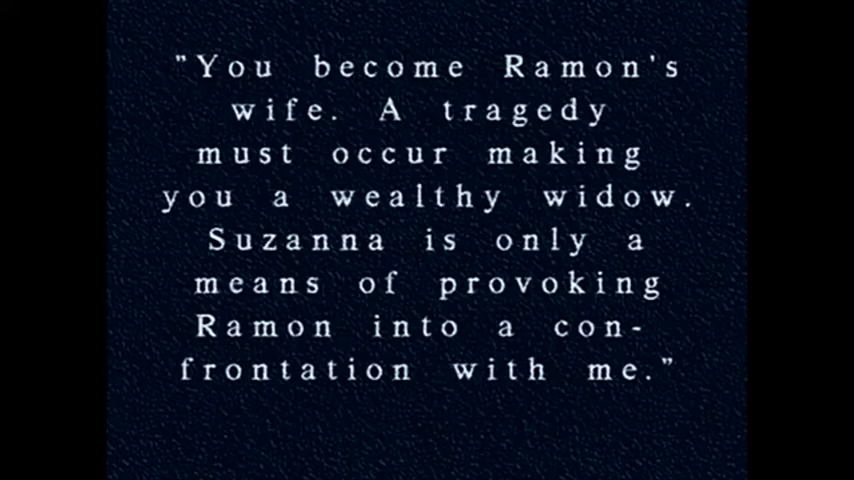 "You become Ramon's
wife. A tragedy
must occur making
you a wealthy widow.
Suzanna is only a
means of provoking
Ramon into a con-
frontation with me."